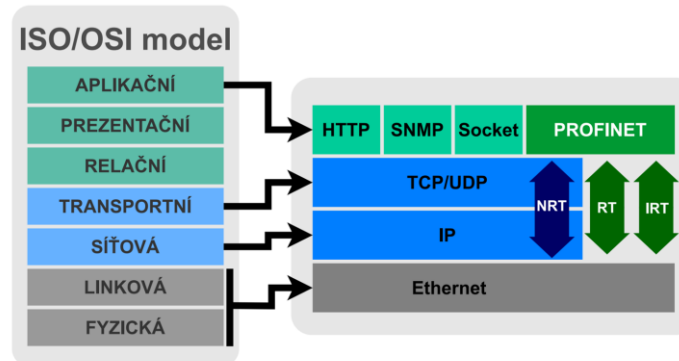 ISO/OSI model
APLIKAČNÍ
PREZENTAČNÍ
RELAČNÍ
TRANSPORTNÍ
SÍŤOVÁ
LINKOVÁ
FYZICKÁ
HTTP SNMP Socket PROFINET
TCP/UDP
NRT RT IRT
IP
Ethernet